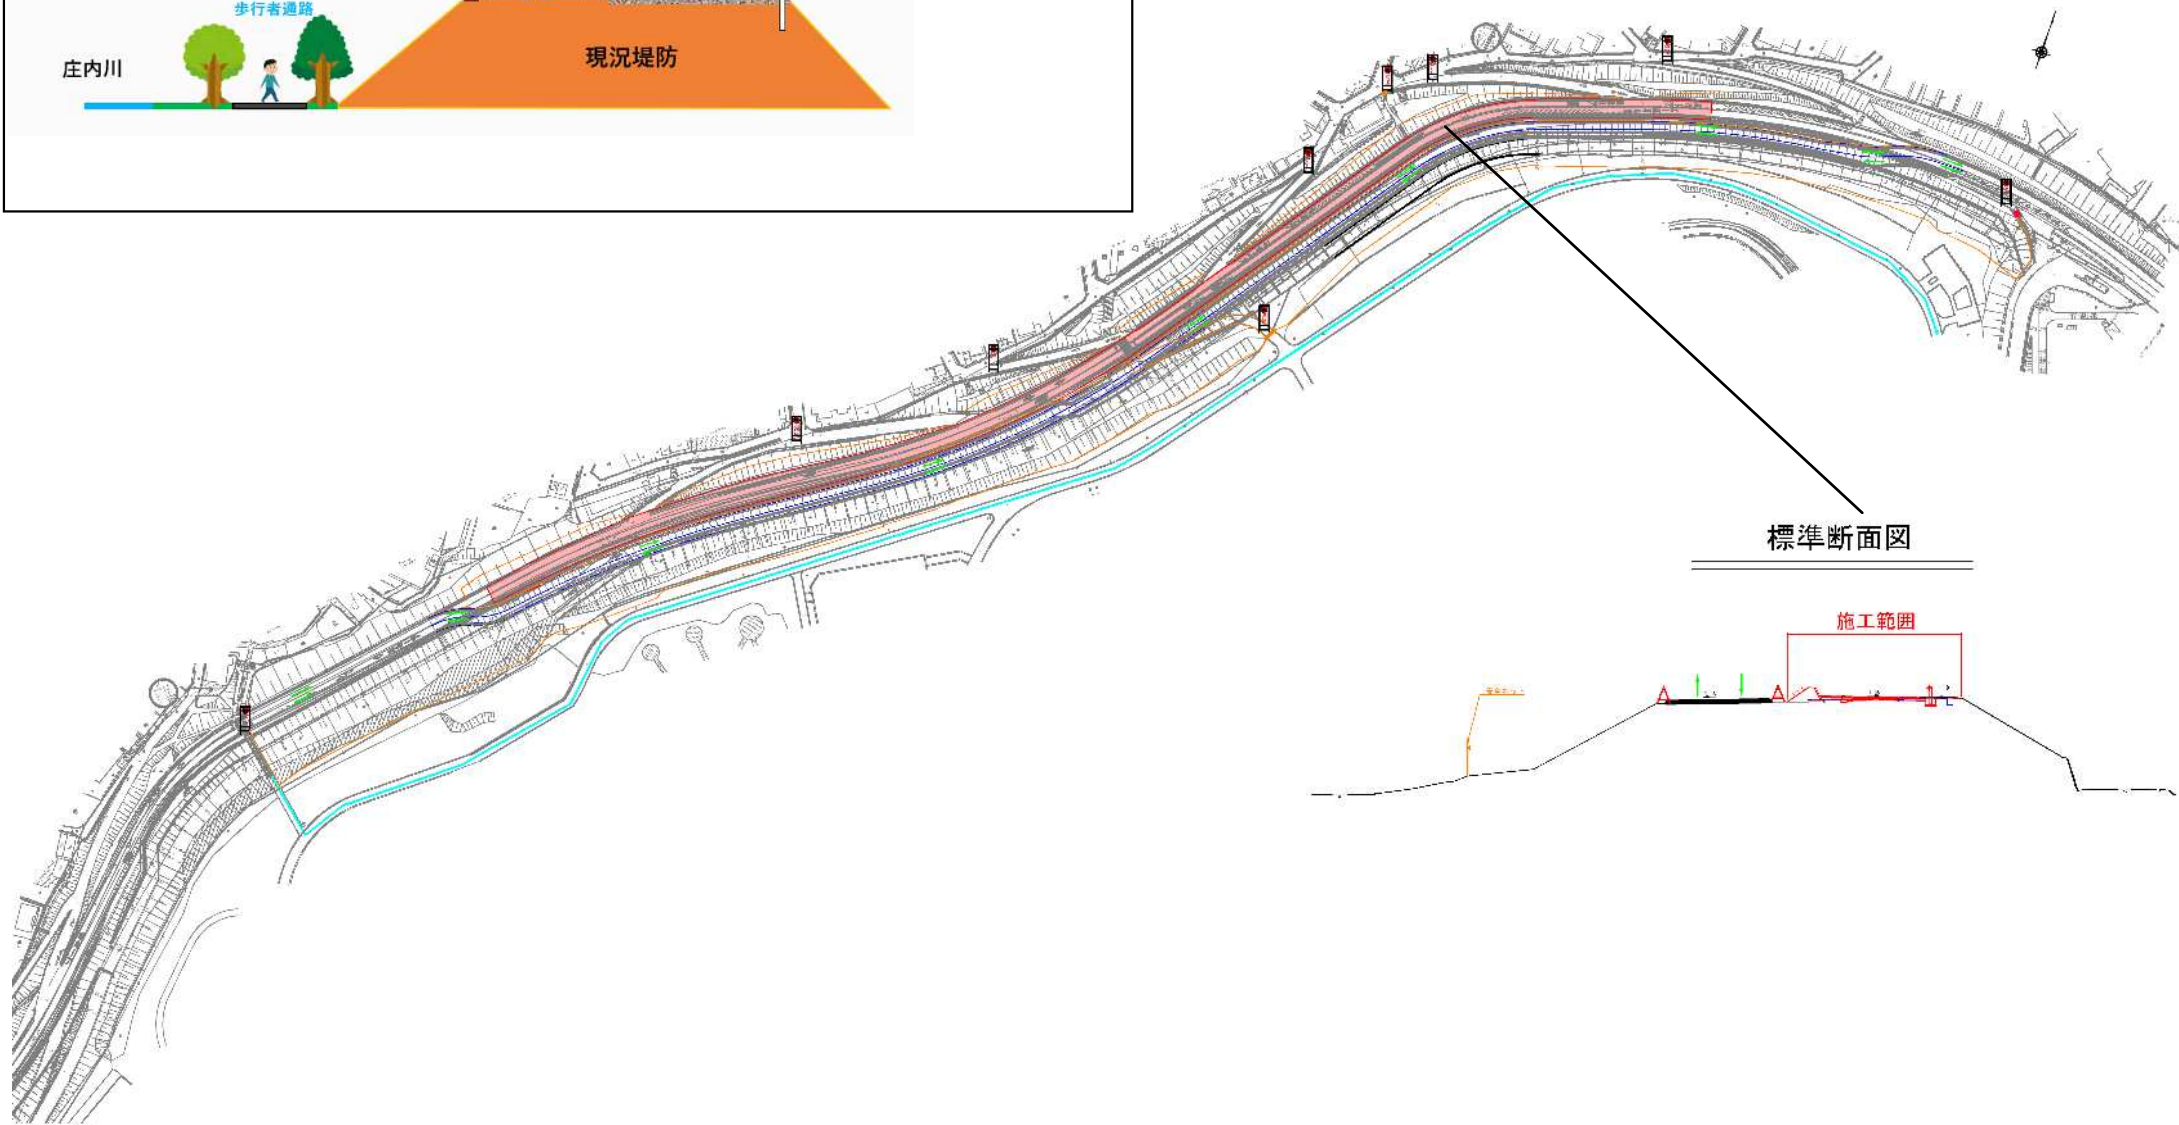 歩行者通路
庄内川
現況堤防
標準断面図
施工範囲